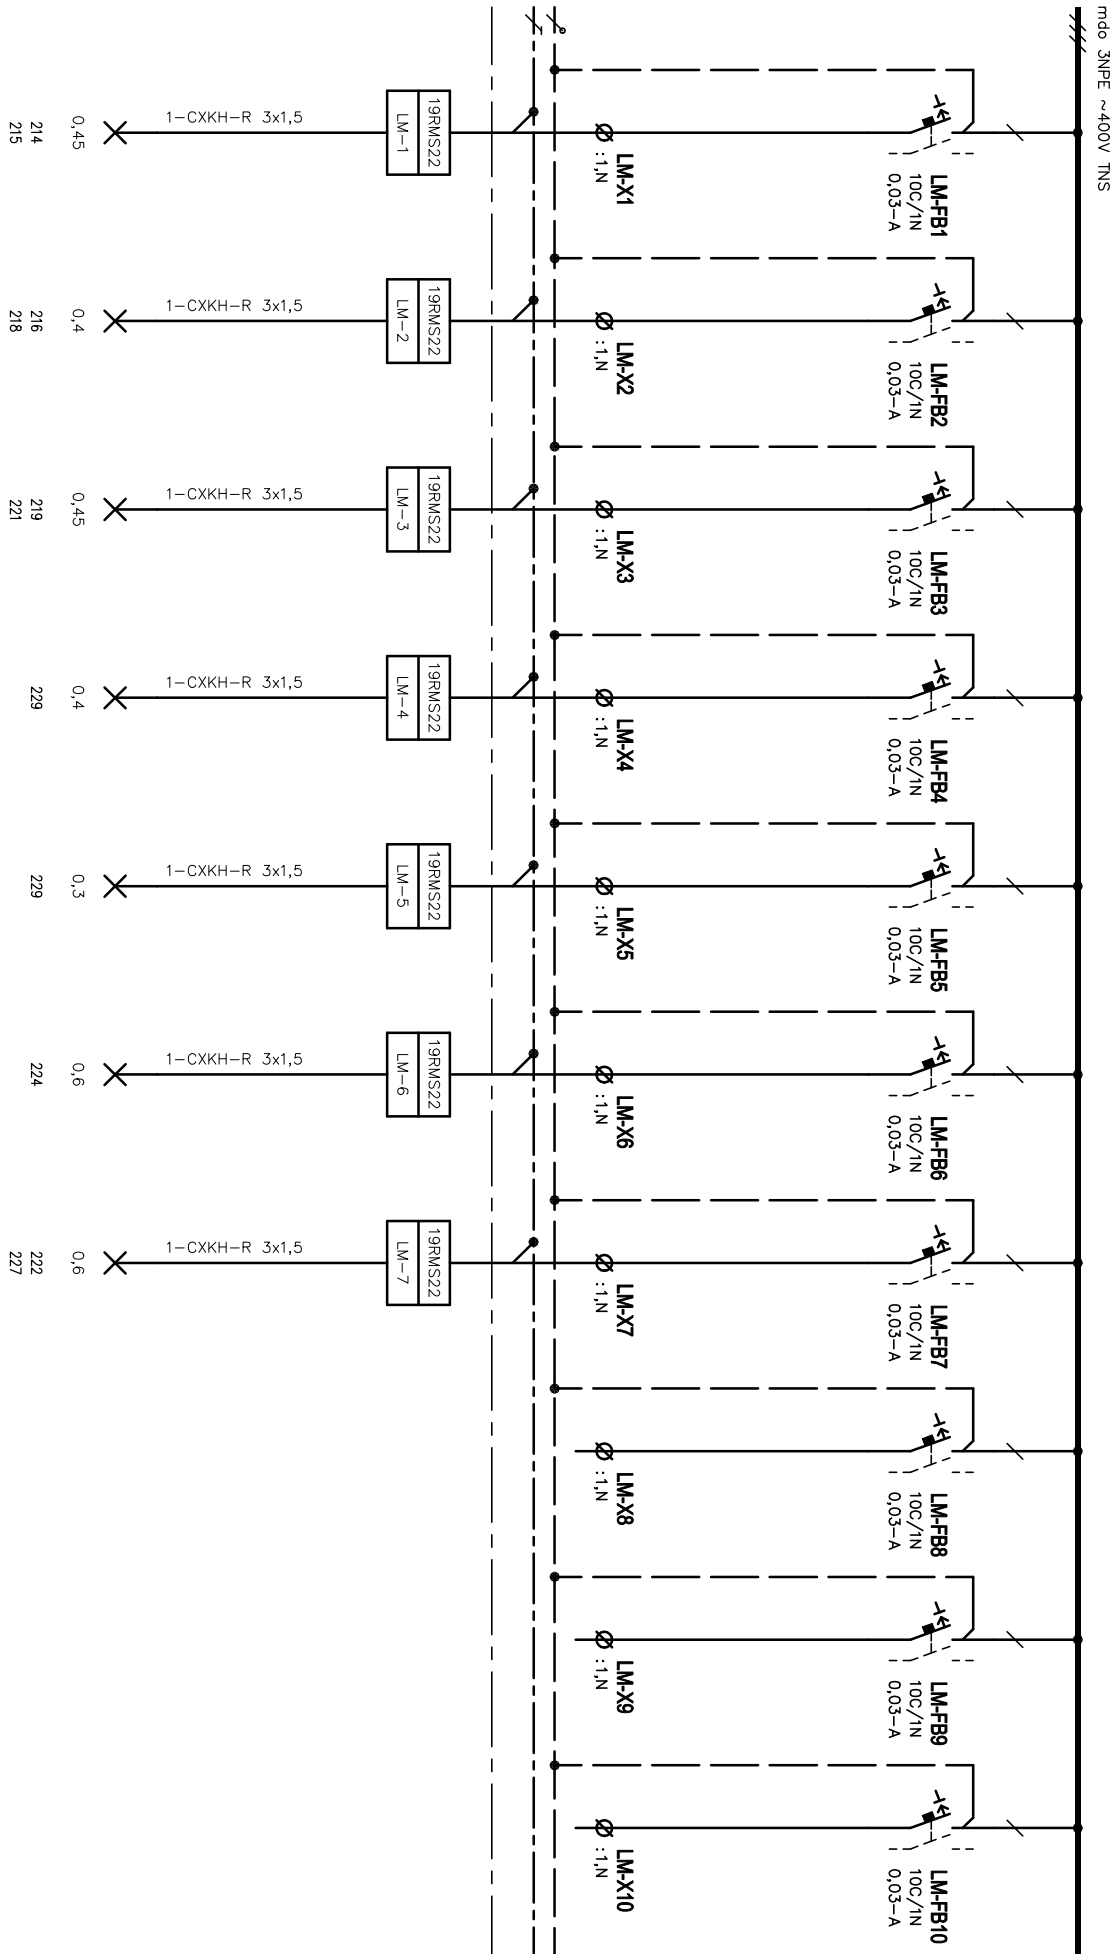 mdo 3NPE ~400V TNS
LM-FB1
10C/1N
0,03-A
LM-X1
:1,N
19RMS22
LM-1
1-CXKH-R 3x1,5
0,45
214
215
LM-FB2
10C/1N
0,03-A
LM-X2
:1,N
19RMS22
LM-2
1-CXKH-R 3x1,5
0,4
216
218
LM-FB3
10C/1N
0,03-A
LM-X3
:1,N
19RMS22
LM-3
1-CXKH-R 3x1,5
0,45
219
221
LM-FB4
10C/1N
0,03-A
LM-X4
:1,N
19RMS22
LM-4
1-CXKH-R 3x1,5
0,4
229
LM-FB5
10C/1N
0,03-A
LM-X5
:1,N
19RMS22
LM-5
1-CXKH-R 3x1,5
0,3
229
LM-FB6
10C/1N
0,03-A
LM-X6
:1,N
19RMS22
LM-6
1-CXKH-R 3x1,5
0,6
224
LM-FB7
10C/1N
0,03-A
LM-X7
:1,N
19RMS22
LM-7
1-CXKH-R 3x1,5
0,6
222
227
LM-FB8
10C/1N
0,03-A
LM-X8
:1,N
LM-FB9
10C/1N
0,03-A
LM-X9
:1,N
LM-FB10
10C/1N
0,03-A
LM-X10
:1,N